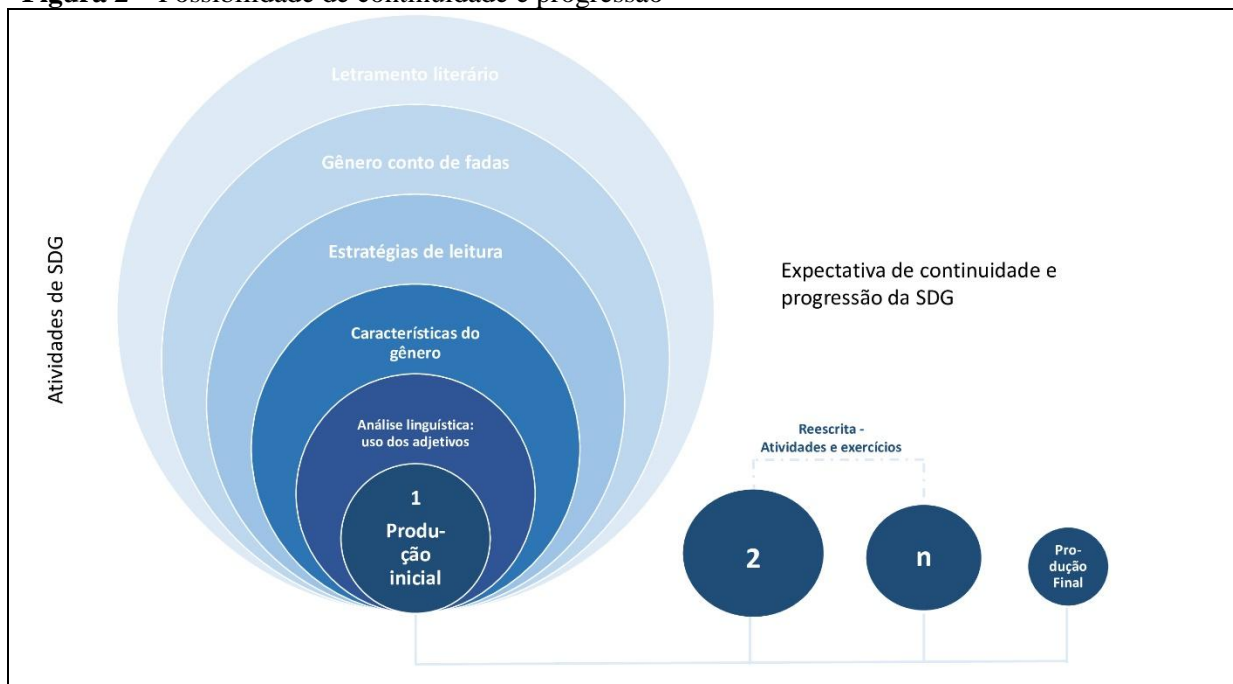 Figura 2 – Possibilidade de continuidade e progressão
Letramento literário
Gênero conto de fadas
Estratégias de leitura
Características do
gênero
Análise linguística:
uso dos adjetivos
1
Produ-
ção
inicial
Atividades de SDG
Expectativa de continuidade e
progressão da SDG
Reescrita -
Atividades e exercícios
2
n
Pro-
dução
Final